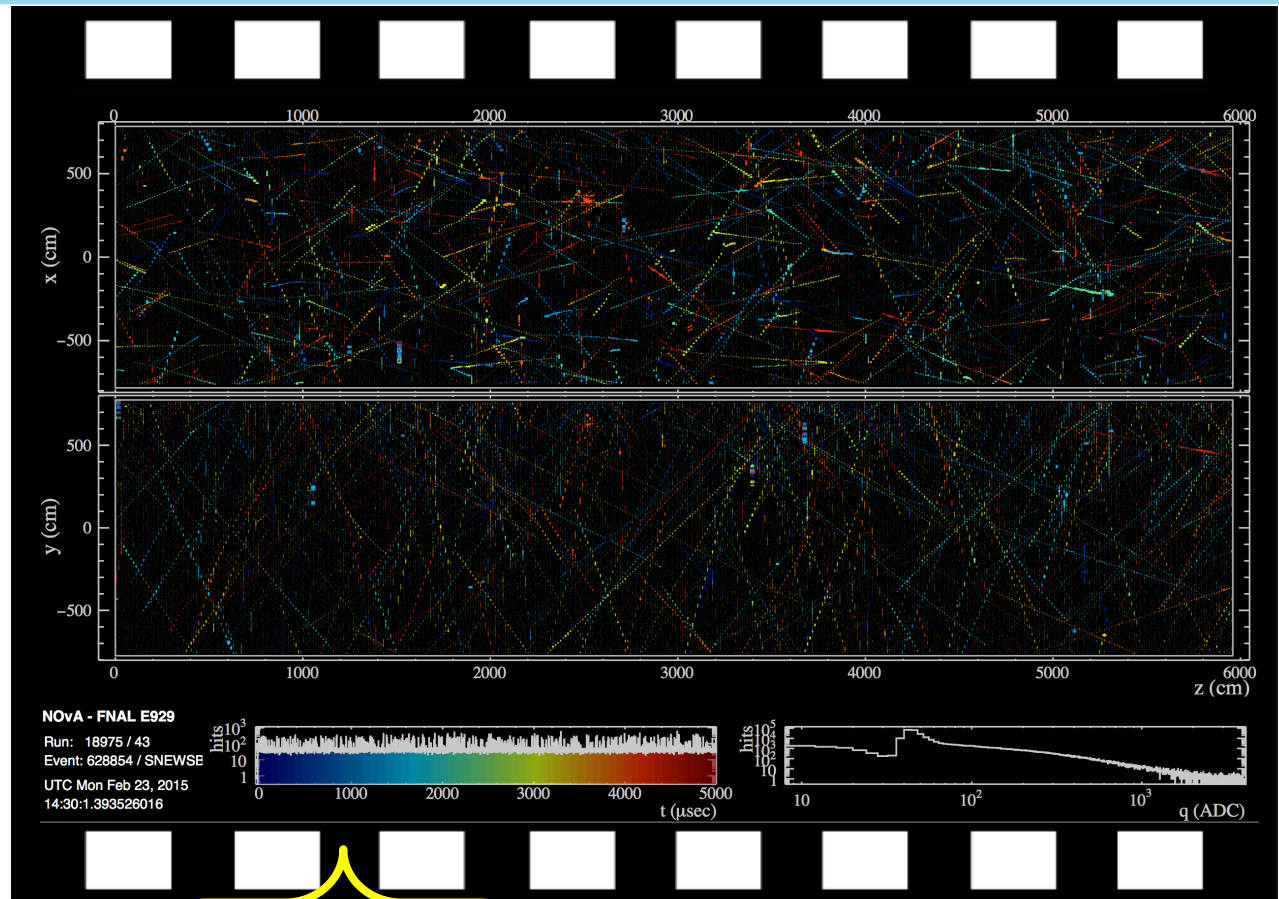 0 1000 2000 3000 4000 5000 6000
500
x (cm)
0
−500
500
y (cm)
0
−500
0 1000 2000 3000 4000 5000 6000
z (cm)
NOνA - FNAL E929
Run: 18975 / 43
Event: 628854 / SNEWSB
UTC Mon Feb 23, 2015
14:30:1.393526016
hits
10³
10²
10
1
0 1000 2000 3000 4000 5000
t (μsec)
hits
10⁵
10⁴
10³
10²
10
1
10 10² 10³
q (ADC)